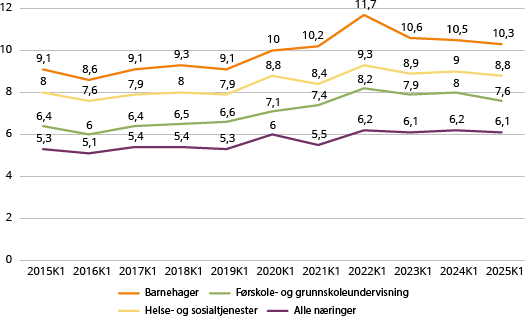 11,7
12
10
8
6
4
2
0
9,1 8,6 9,1 9,3 9,1 10 10,2 10,6 10,5 10,3
8 7,6 7,9 8 7,9 8,8 8,4 9,3 8,9 9 8,8
6,4 6 6,4 6,5 6,6 7,1 7,4 8,2 7,9 8 7,6
5,3 5,1 5,4 5,4 5,3 6 5,5 6,2 6,1 6,2 6,1
2015K1 2016K1 2017K1 2018K1 2019K1 2020K1 2021K1 2022K1 2023K1 2024K1 2025K1
Barnehager Førskole- og grunnskoleundervisning
Helse- og sosialtjenester Alle næringer